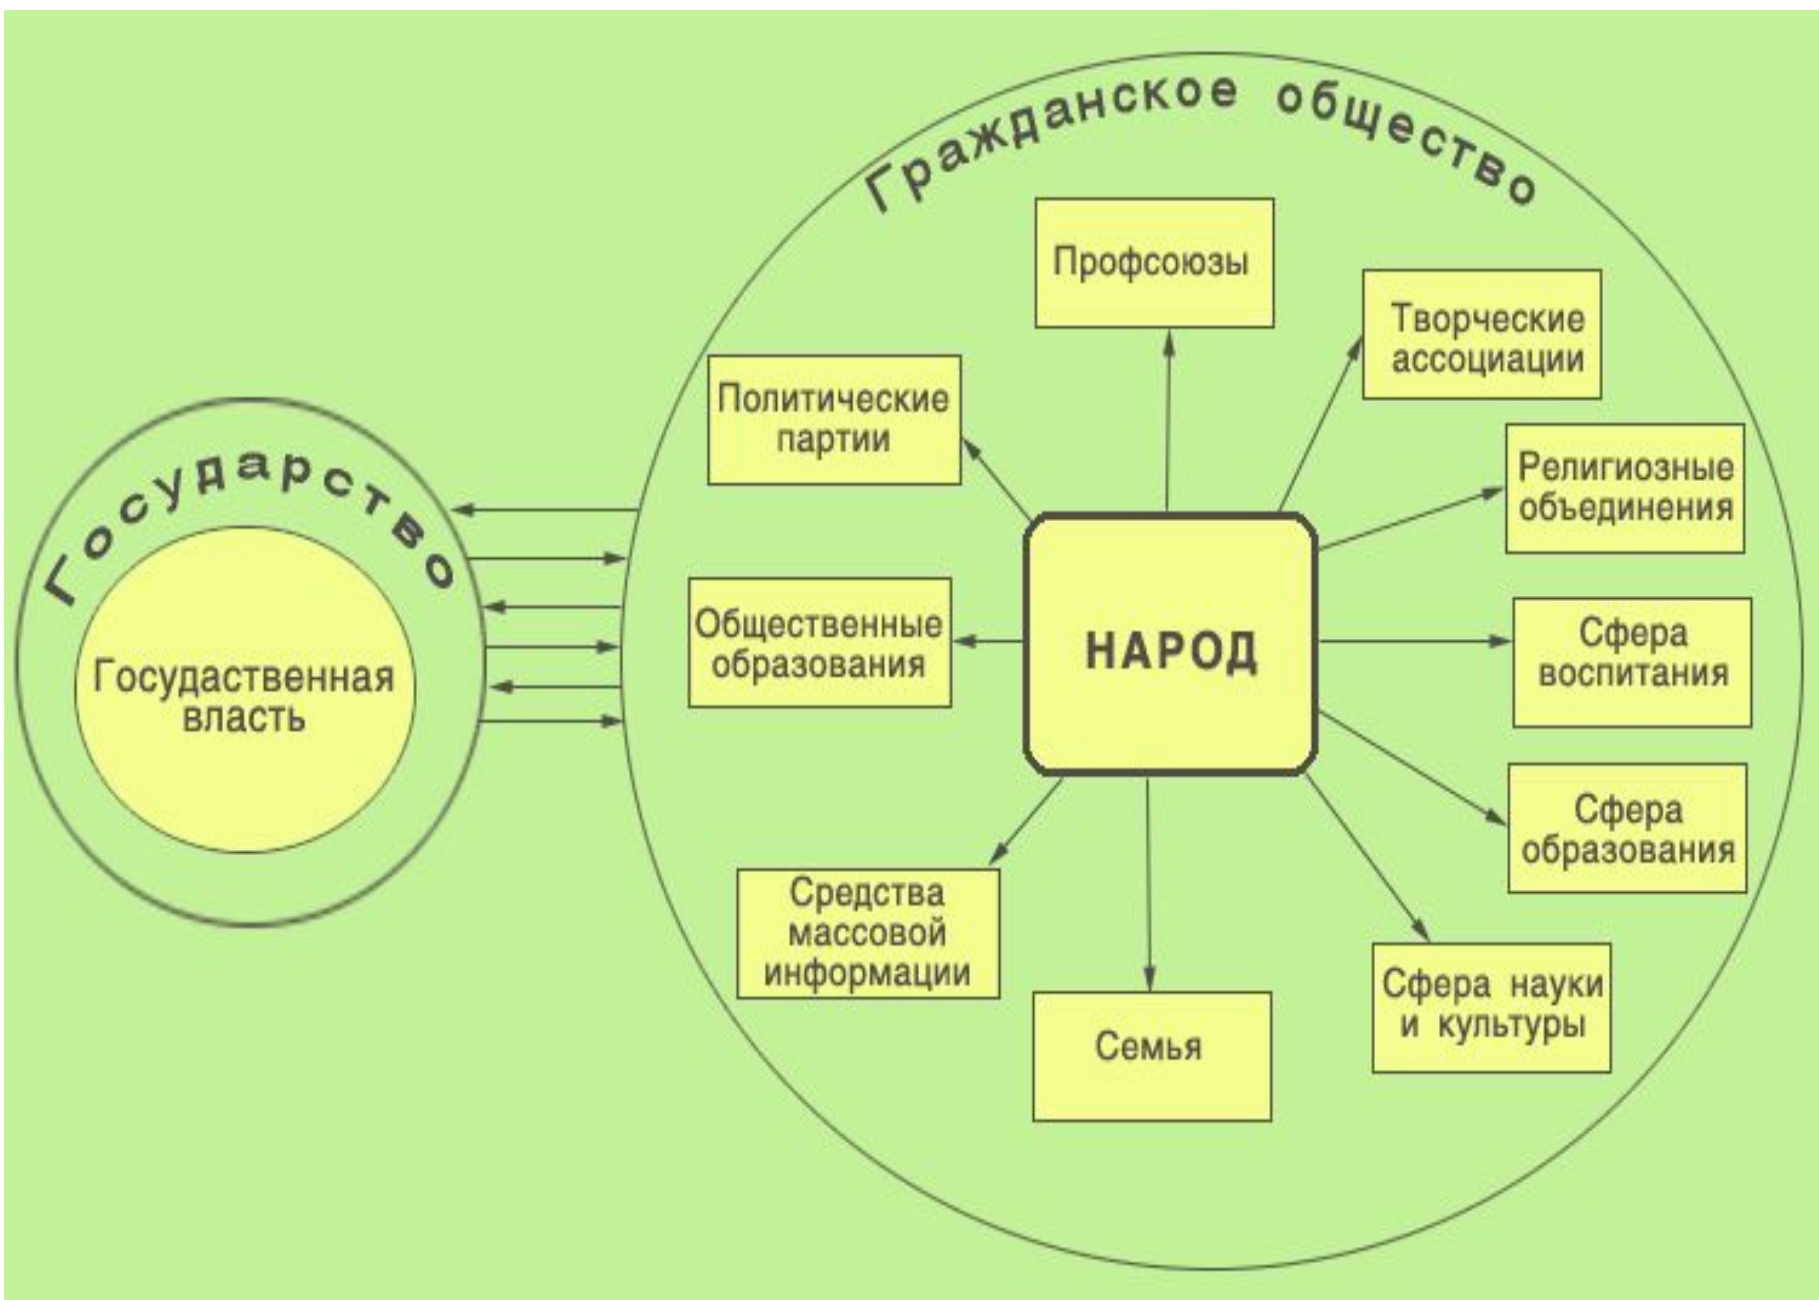 Гражданское общество
Профсоюзы
Творческие
ассоциации
Политические
партии
Религиозные
объединения
Государство
Государственная
власть
Общественные
образования
НАРОД
Сфера
воспитания
Сфера
образования
Средства
массовой
информации
Сфера науки
и культуры
Семья